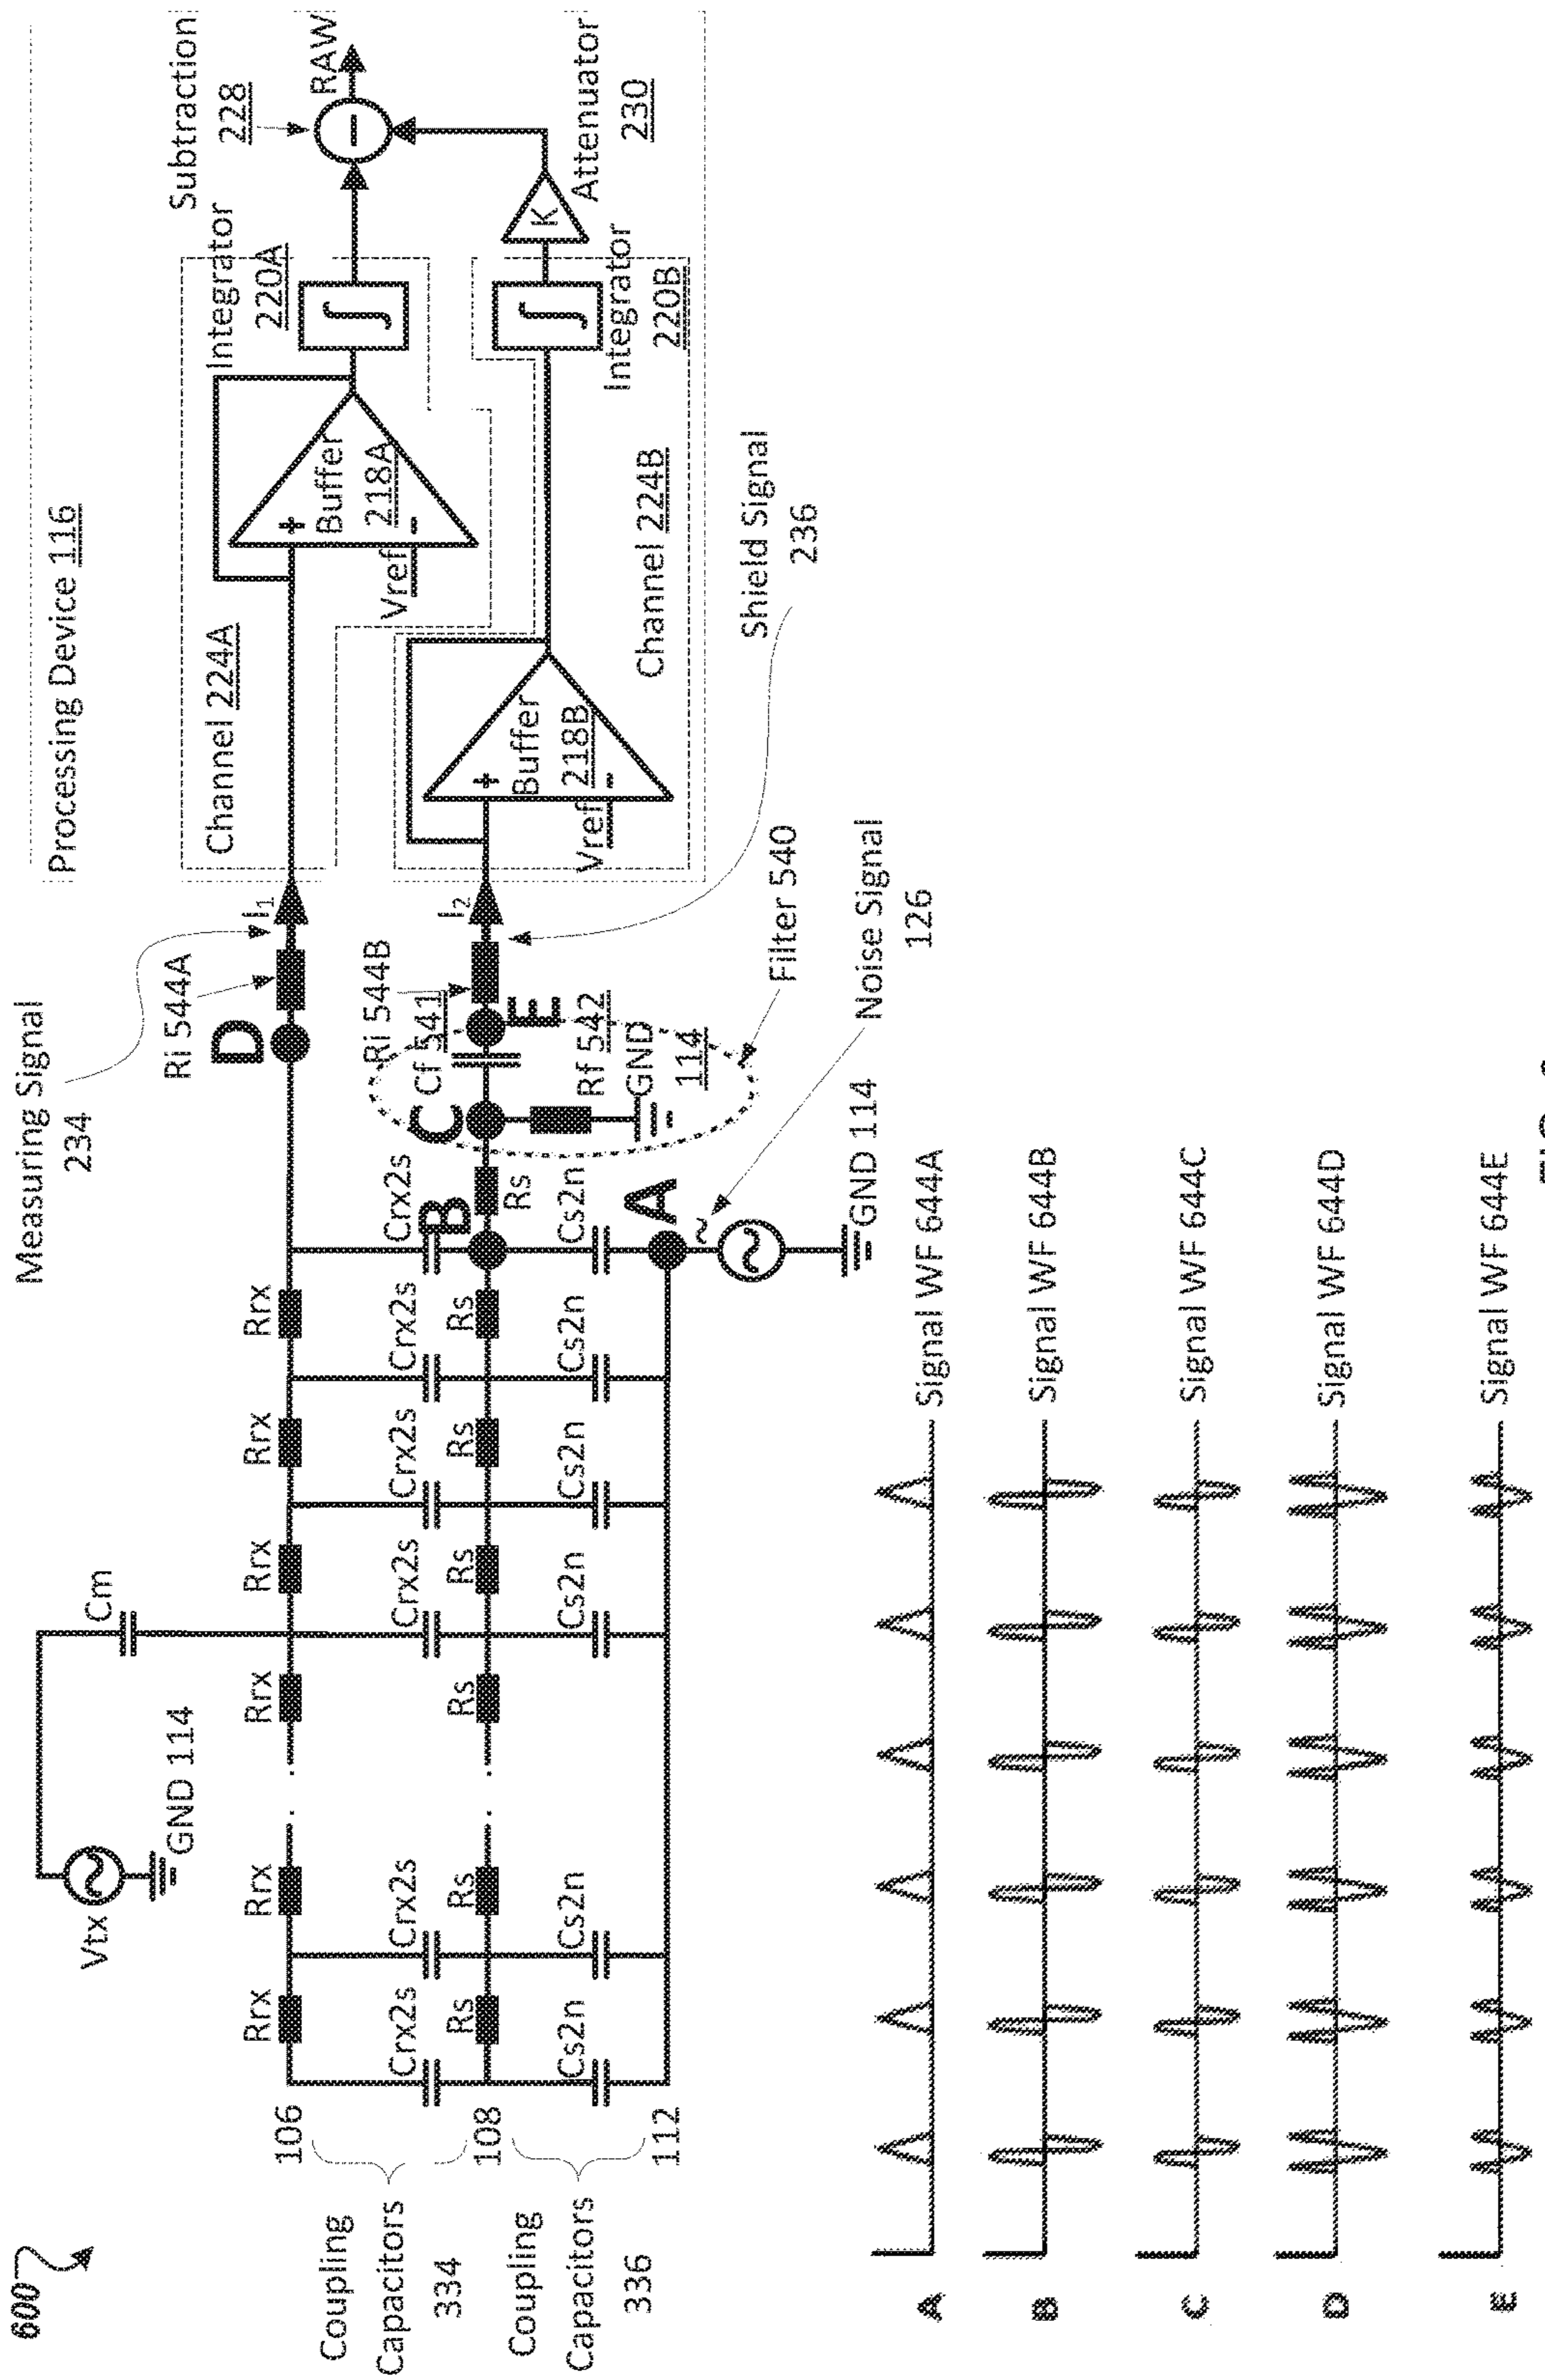 600
Measuring Signal
234
Processing Device 116
Vtx
GND 114
Cm
Ri 544A
I1
Channel 224A
Integrator
220A
Subtraction
228
RAW
D
106
Rrx
Rrx
Rrx
Rrx
Rrx
Rrx
+
Buffer
218A
Vref
-
∫
−
Coupling
Capacitors
334
Crx2s
Crx2s
Crx2s
Crx2s
Crx2s
Crx2s
Ri 544B
Cf 541
I2
108
Rs
Rs
Rs
Rs
Rs
Rs
Rs
B
C
E
+
Buffer
218B
Vref
-
∫
K
Attenuator
230
Integrator
220B
Channel 224B
Coupling
Capacitors
336
Cs2n
Cs2n
Cs2n
Cs2n
Cs2n
Cs2n
Rf 542
GND
114
112
A
~
GND 114
Filter 540
Noise Signal
126
Shield Signal
236
A
Signal WF 644A
B
Signal WF 644B
C
Signal WF 644C
D
Signal WF 644D
E
Signal WF 644E